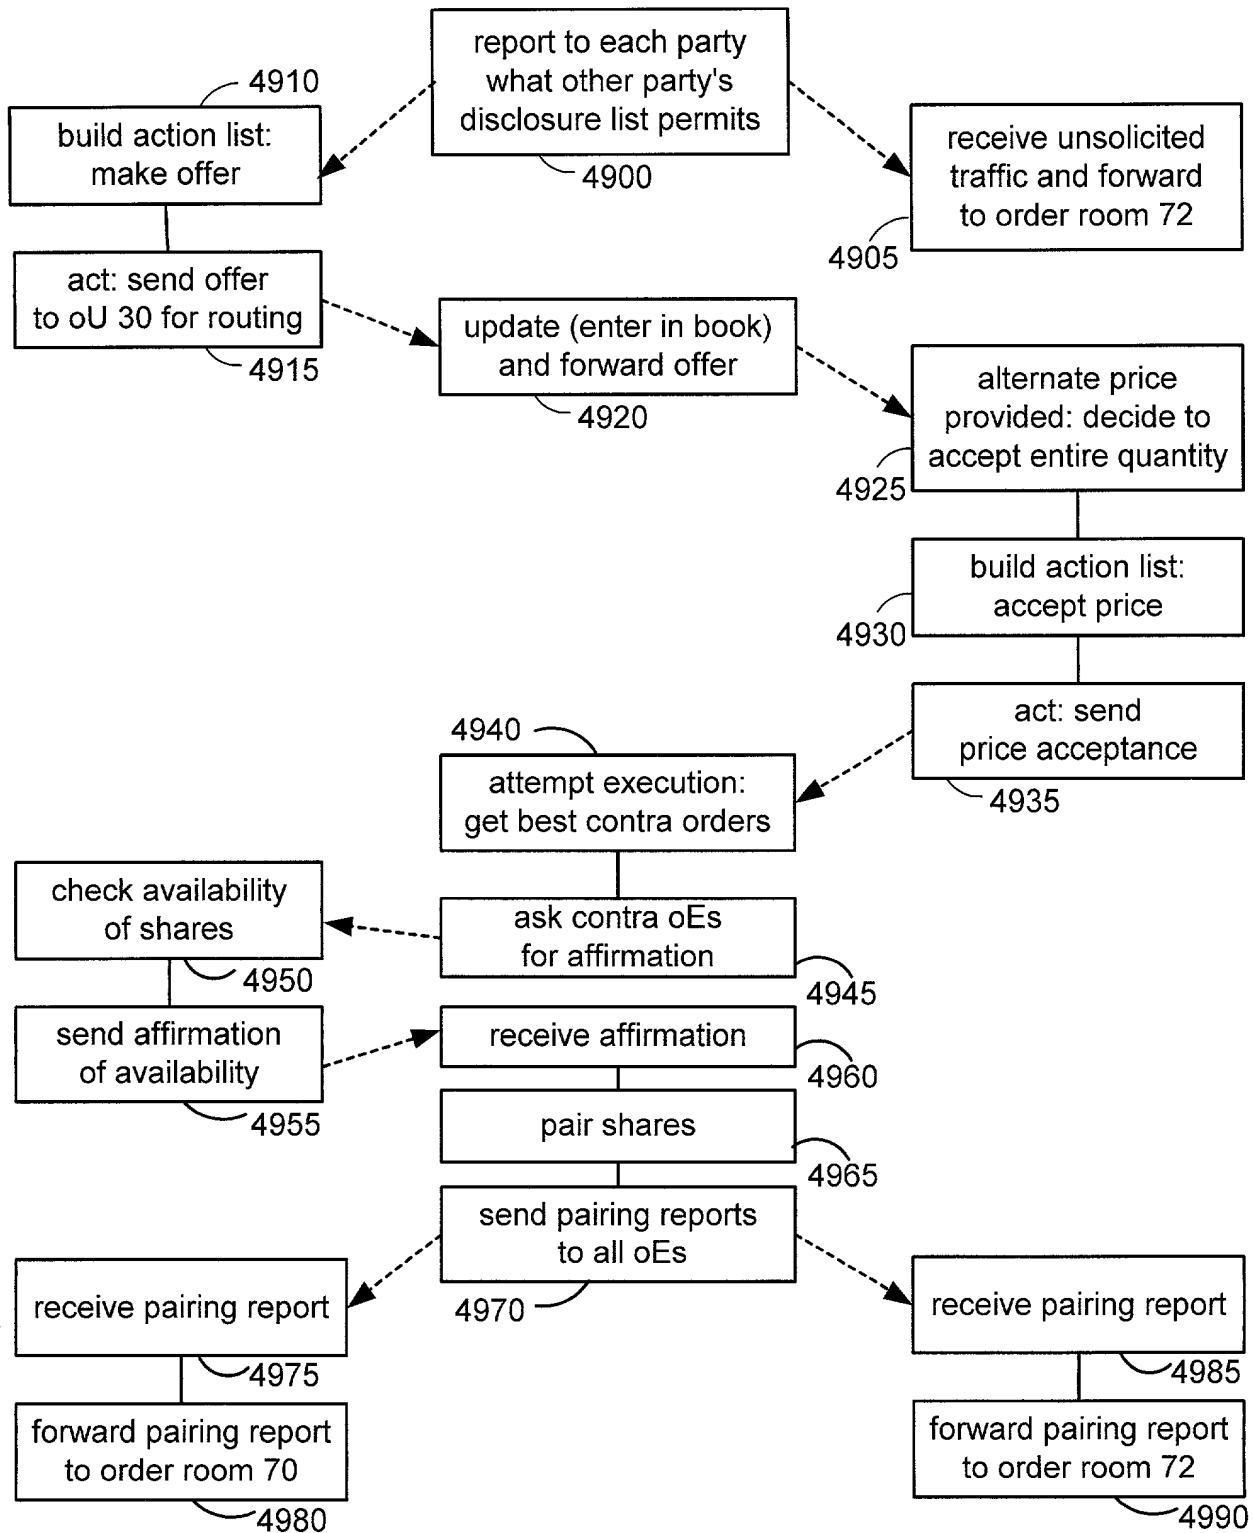 report to each party
what other party's
disclosure list permits
4900
4910
build action list:
make offer
receive unsolicited
traffic and forward
to order room 72
4905
act: send offer
to oU 30 for routing
4915
update (enter in book)
and forward offer
4920
alternate price
provided: decide to
accept entire quantity
4925
build action list:
accept price
4930
act: send
price acceptance
4935
4940
attempt execution:
get best contra orders
ask contra oEs
for affirmation
4945
check availability
of shares
4950
send affirmation
of availability
4955
receive affirmation
4960
pair shares
4965
send pairing reports
to all oEs
4970
receive pairing report
4975
forward pairing report
to order room 70
4980
receive pairing report
4985
forward pairing report
to order room 72
4990